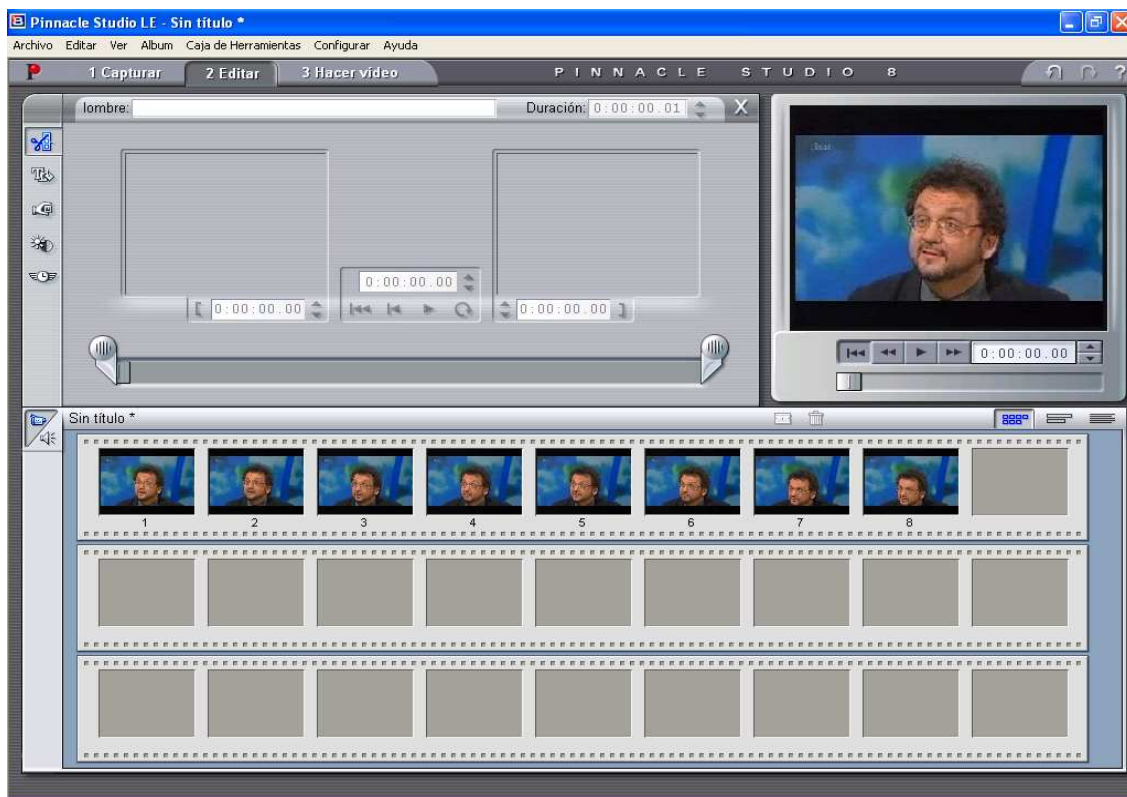 Pinnacle Studio LE - Sin título *
Archivo Editar Ver Album Caja de Herramientas Configurar Ayuda
1 Capturar 2 Editar 3 Hacer vídeo PINNACLE STUDIO 8 ?
lombre: Duración: 0:00:00.01 X
0:00:00.00
[ 0:00:00.00 0:00:00.00 ]
0:00:00.00
Sin título *
1 2 3 4 5 6 7 8